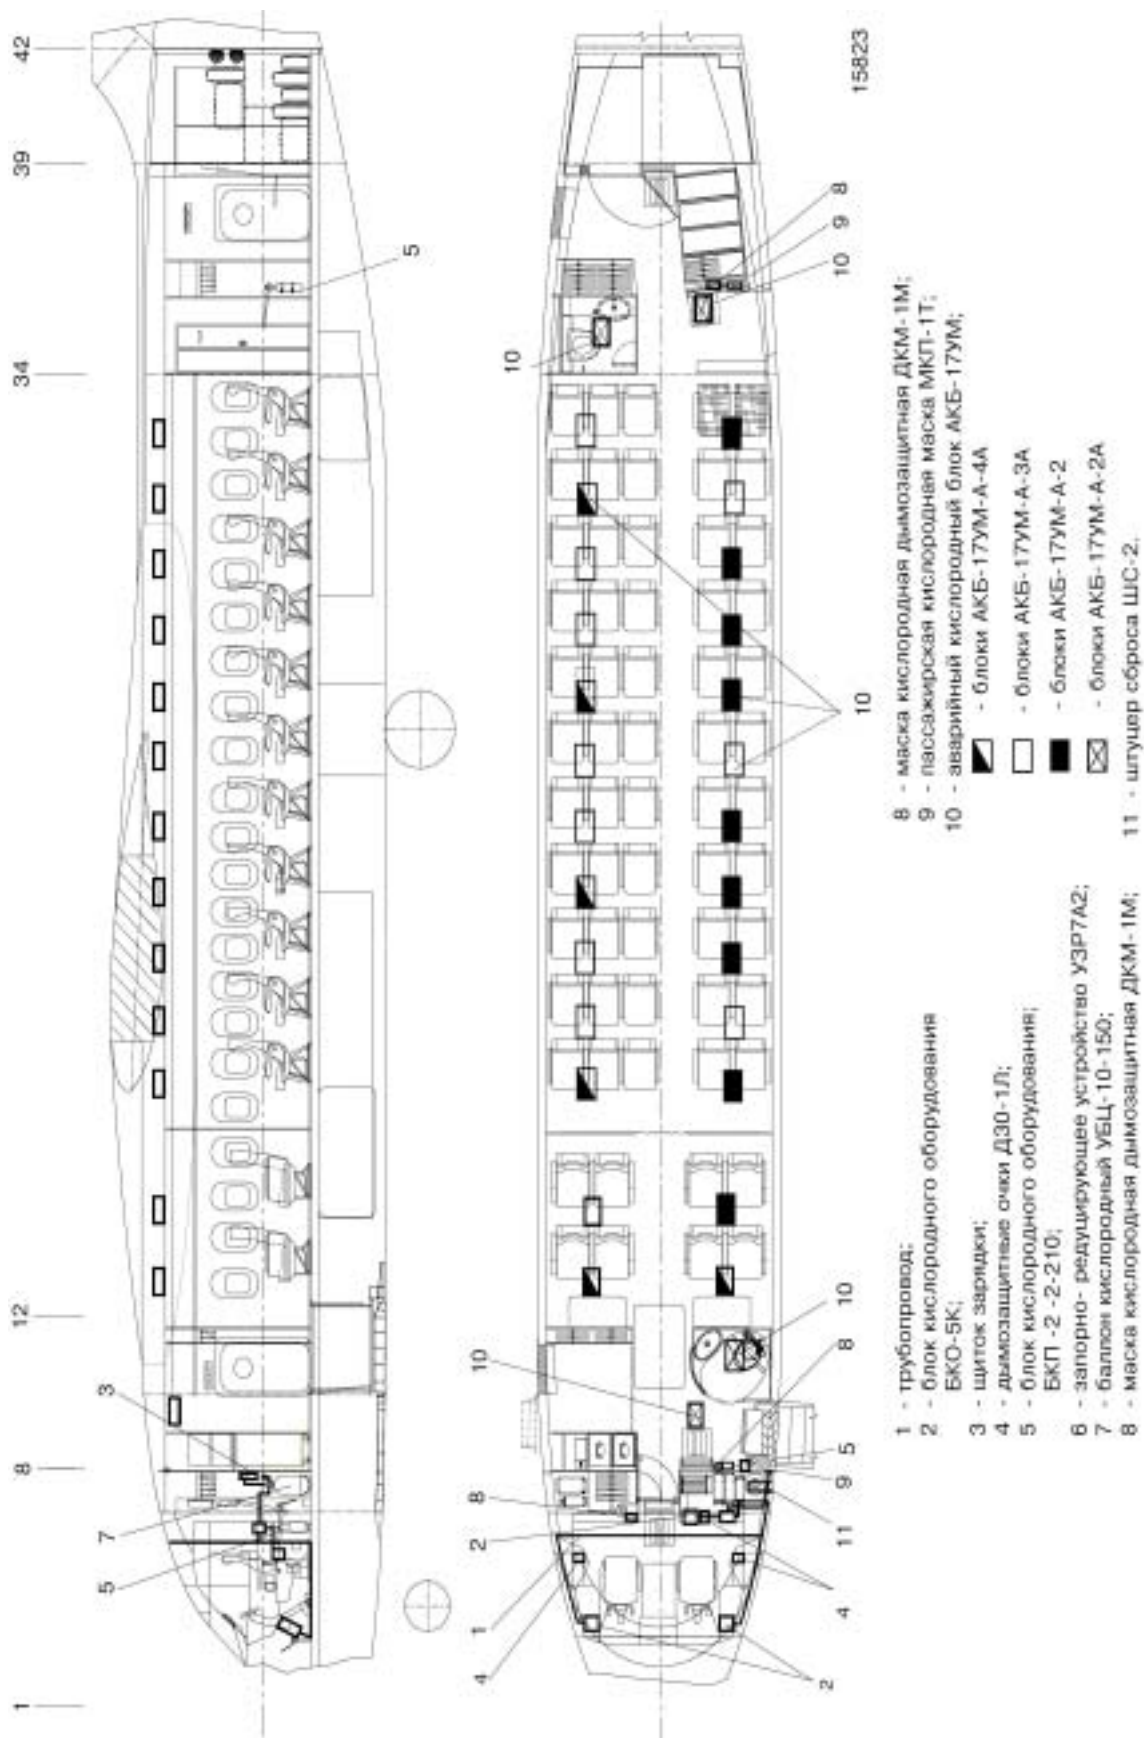 42
39
34
12
8
1
3
7
5
5
15823
10
8
9
10
10
10
10
8
5
9
11
4
2
8
2
1
4
1 - трубопровод;
2 - блок кислородного оборудования
БКО-5К;
3 - щиток зарядки;
4 - дымозащитные очки ДЗО-1Л;
5 - блок кислородного оборудования;
БКП -2 -2-210;
6 - запорно- редуцирующее устройство УЗР7А2;
7 - баллон кислородный УБЦ-10-150;
8 - маска кислородная дымозащитная ДКМ-1М;
8 - маска кислородная дымозащитная ДКМ-1М;
9 - пассажирская кислородная маска МКП-1Т;
10 - аварийный кислородный блок АКБ-17УМ;
- блоки АКБ-17УМ-А-4А
- блоки АКБ-17УМ-А-3А
- блоки АКБ-17УМ-А-2
- блоки АКБ-17УМ-А-2А
11 - штуцер сброса ШС-2.